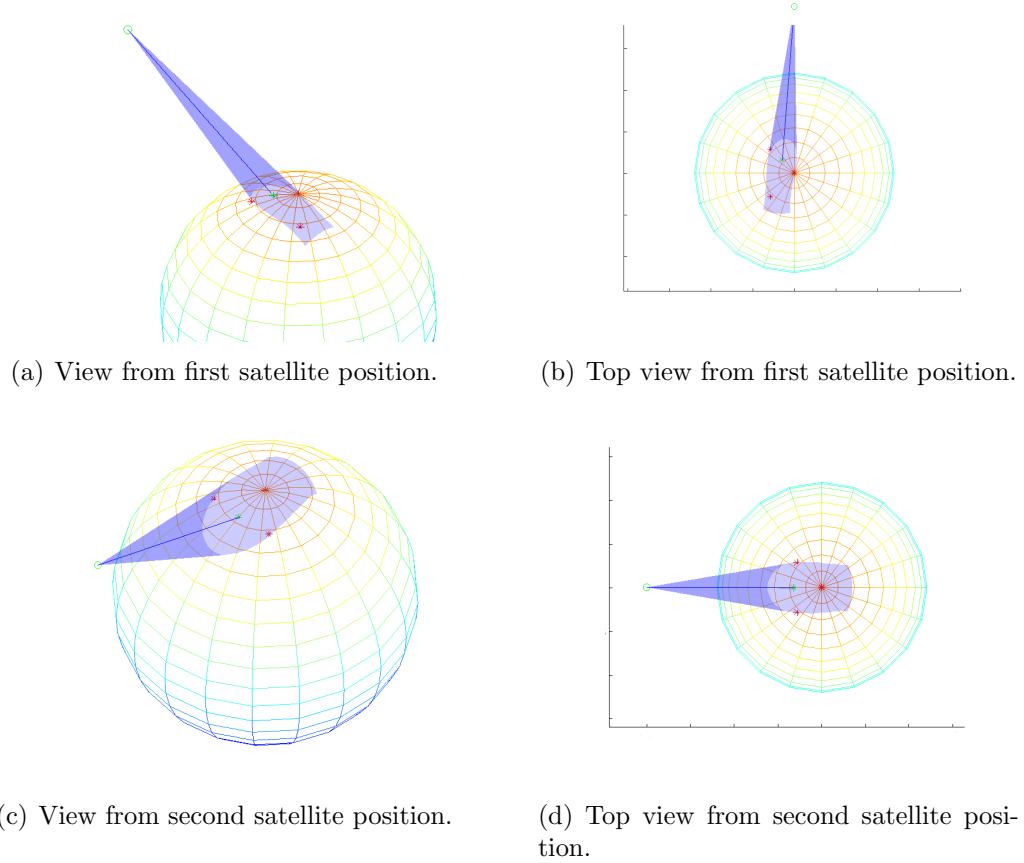 (a) View from first satellite position.
(b) Top view from first satellite position.
(c) View from second satellite position.
(d) Top view from second satellite posi-
tion.